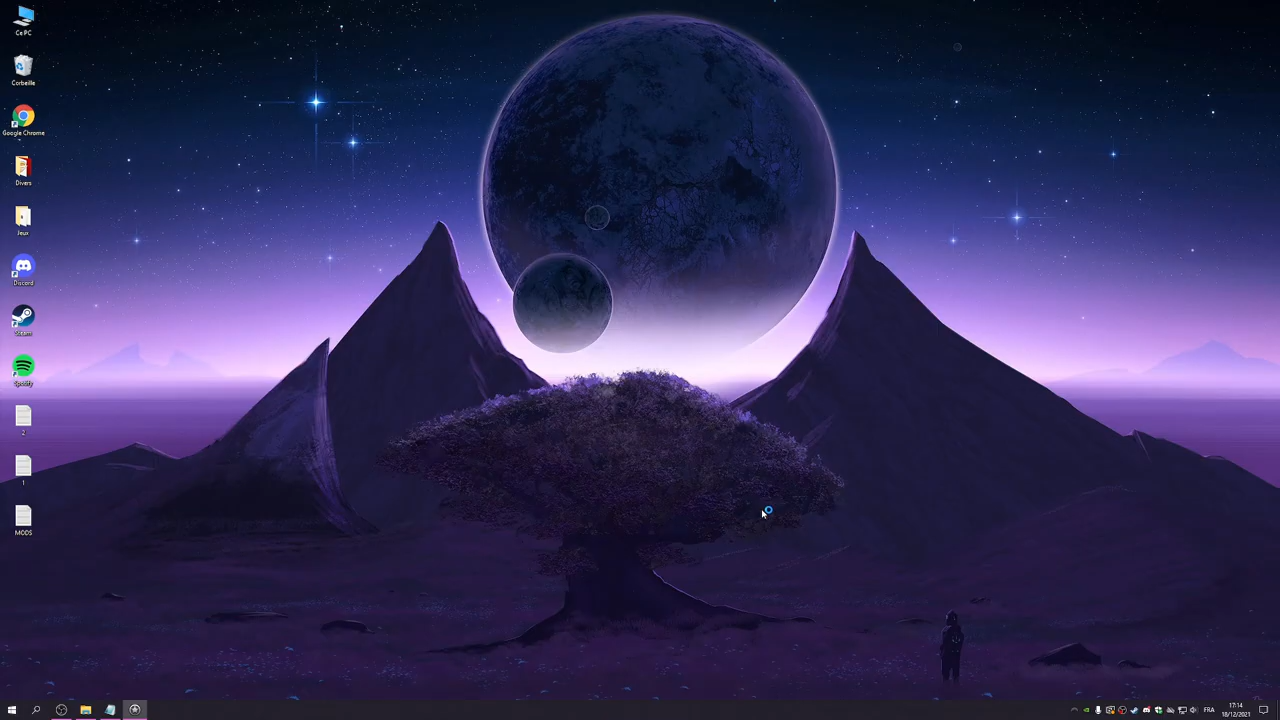 Ce PC
Corbeille
Google Chrome
Divers
Jeux
Discord
Steam
Spotify
2
1
MODS
FRA
17:14
18/12/2021